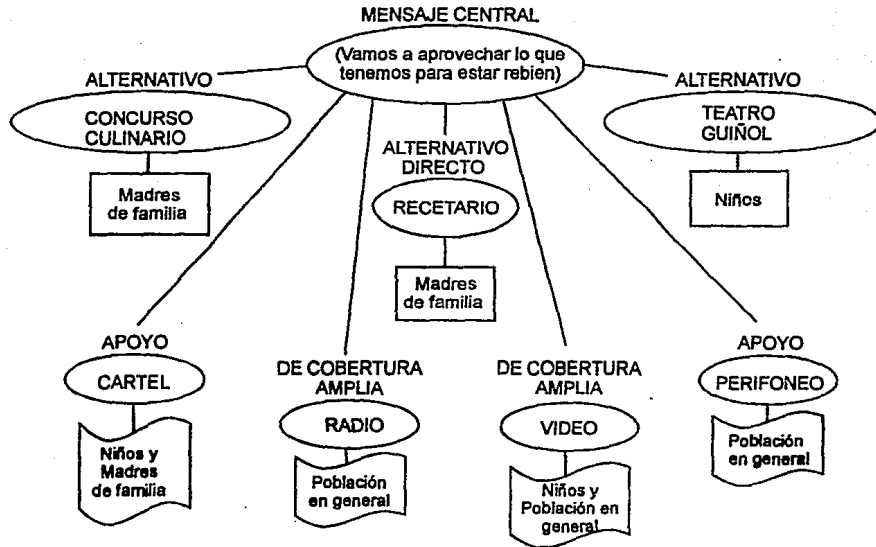 MENSAJE CENTRAL
(Vamos a aprovechar lo que
tenemos para estar rebien)
ALTERNATIVO
CONCURSO
CULINARIO
Madres
de familia
ALTERNATIVO
DIRECTO
RECETARIO
Madres
de familia
ALTERNATIVO
TEATRO
GUIÑOL
Niños
APOYO
CARTEL
Niños y
Madres
de familia
DE COBERTURA
AMPLIA
RADIO
Población
en general
DE COBERTURA
AMPLIA
VIDEO
Niños y
Población en
general
APOYO
PERIFONEO
Población
en general